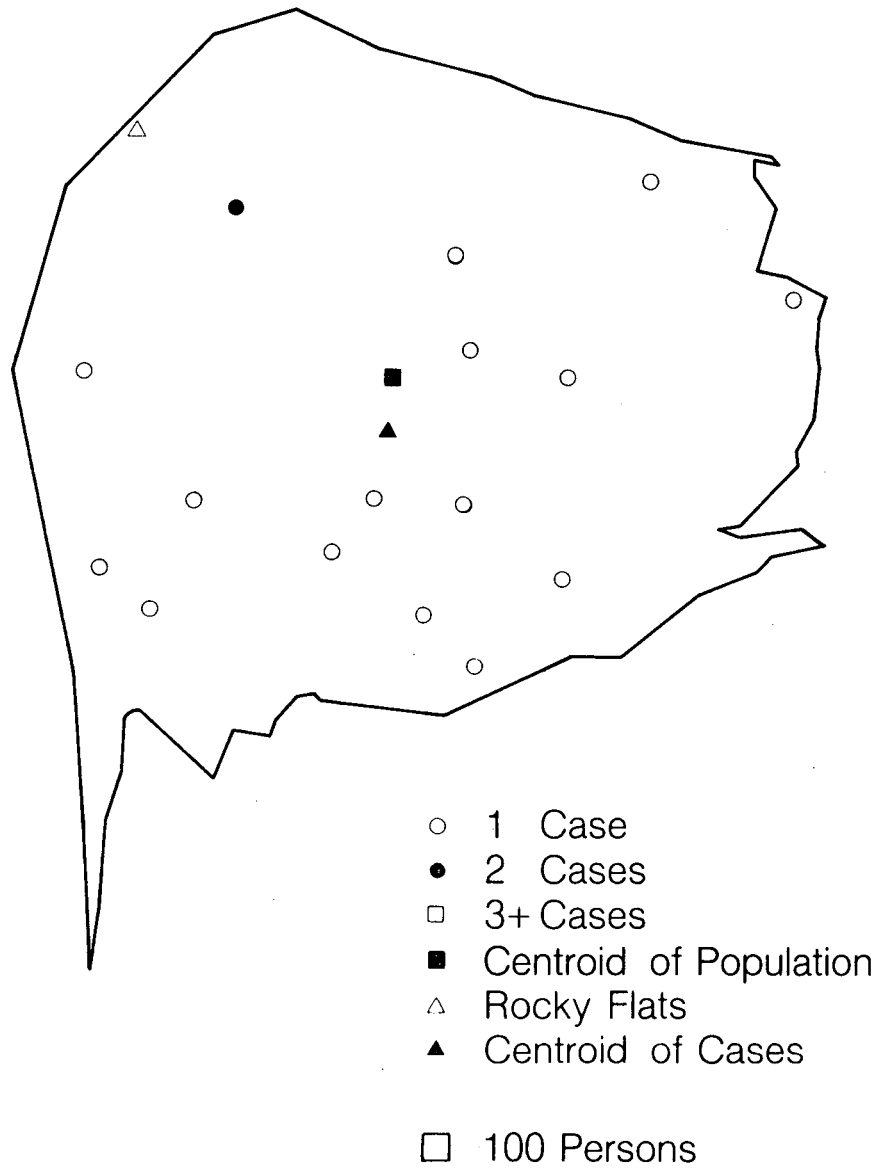 1 Case
2 Cases
3+ Cases
Centroid of Population
Rocky Flats
Centroid of Cases
100 Persons